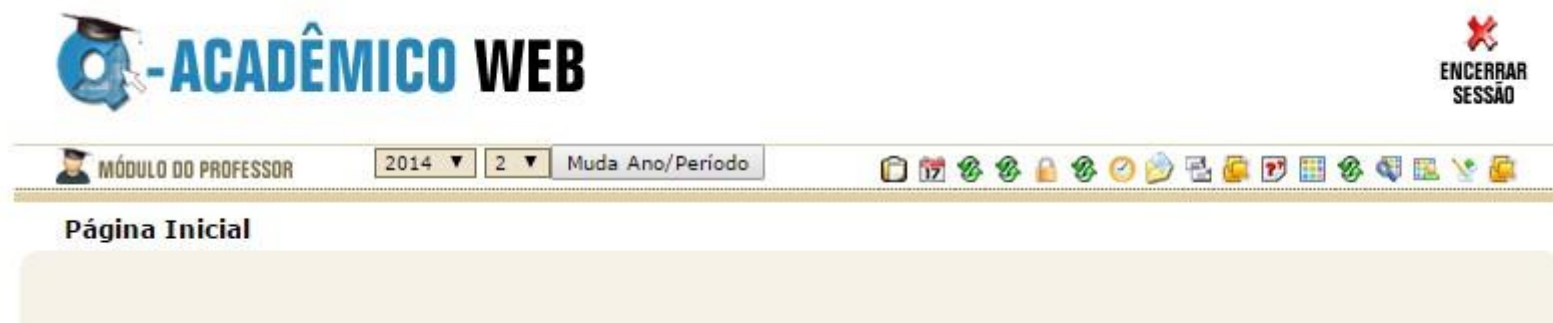 Q-ACADÊMICO WEB
ENCERRAR
SESSÃO
MÓDULO DO PROFESSOR
2014 ▼ 2 ▼ Muda Ano/Período
17
Página Inicial